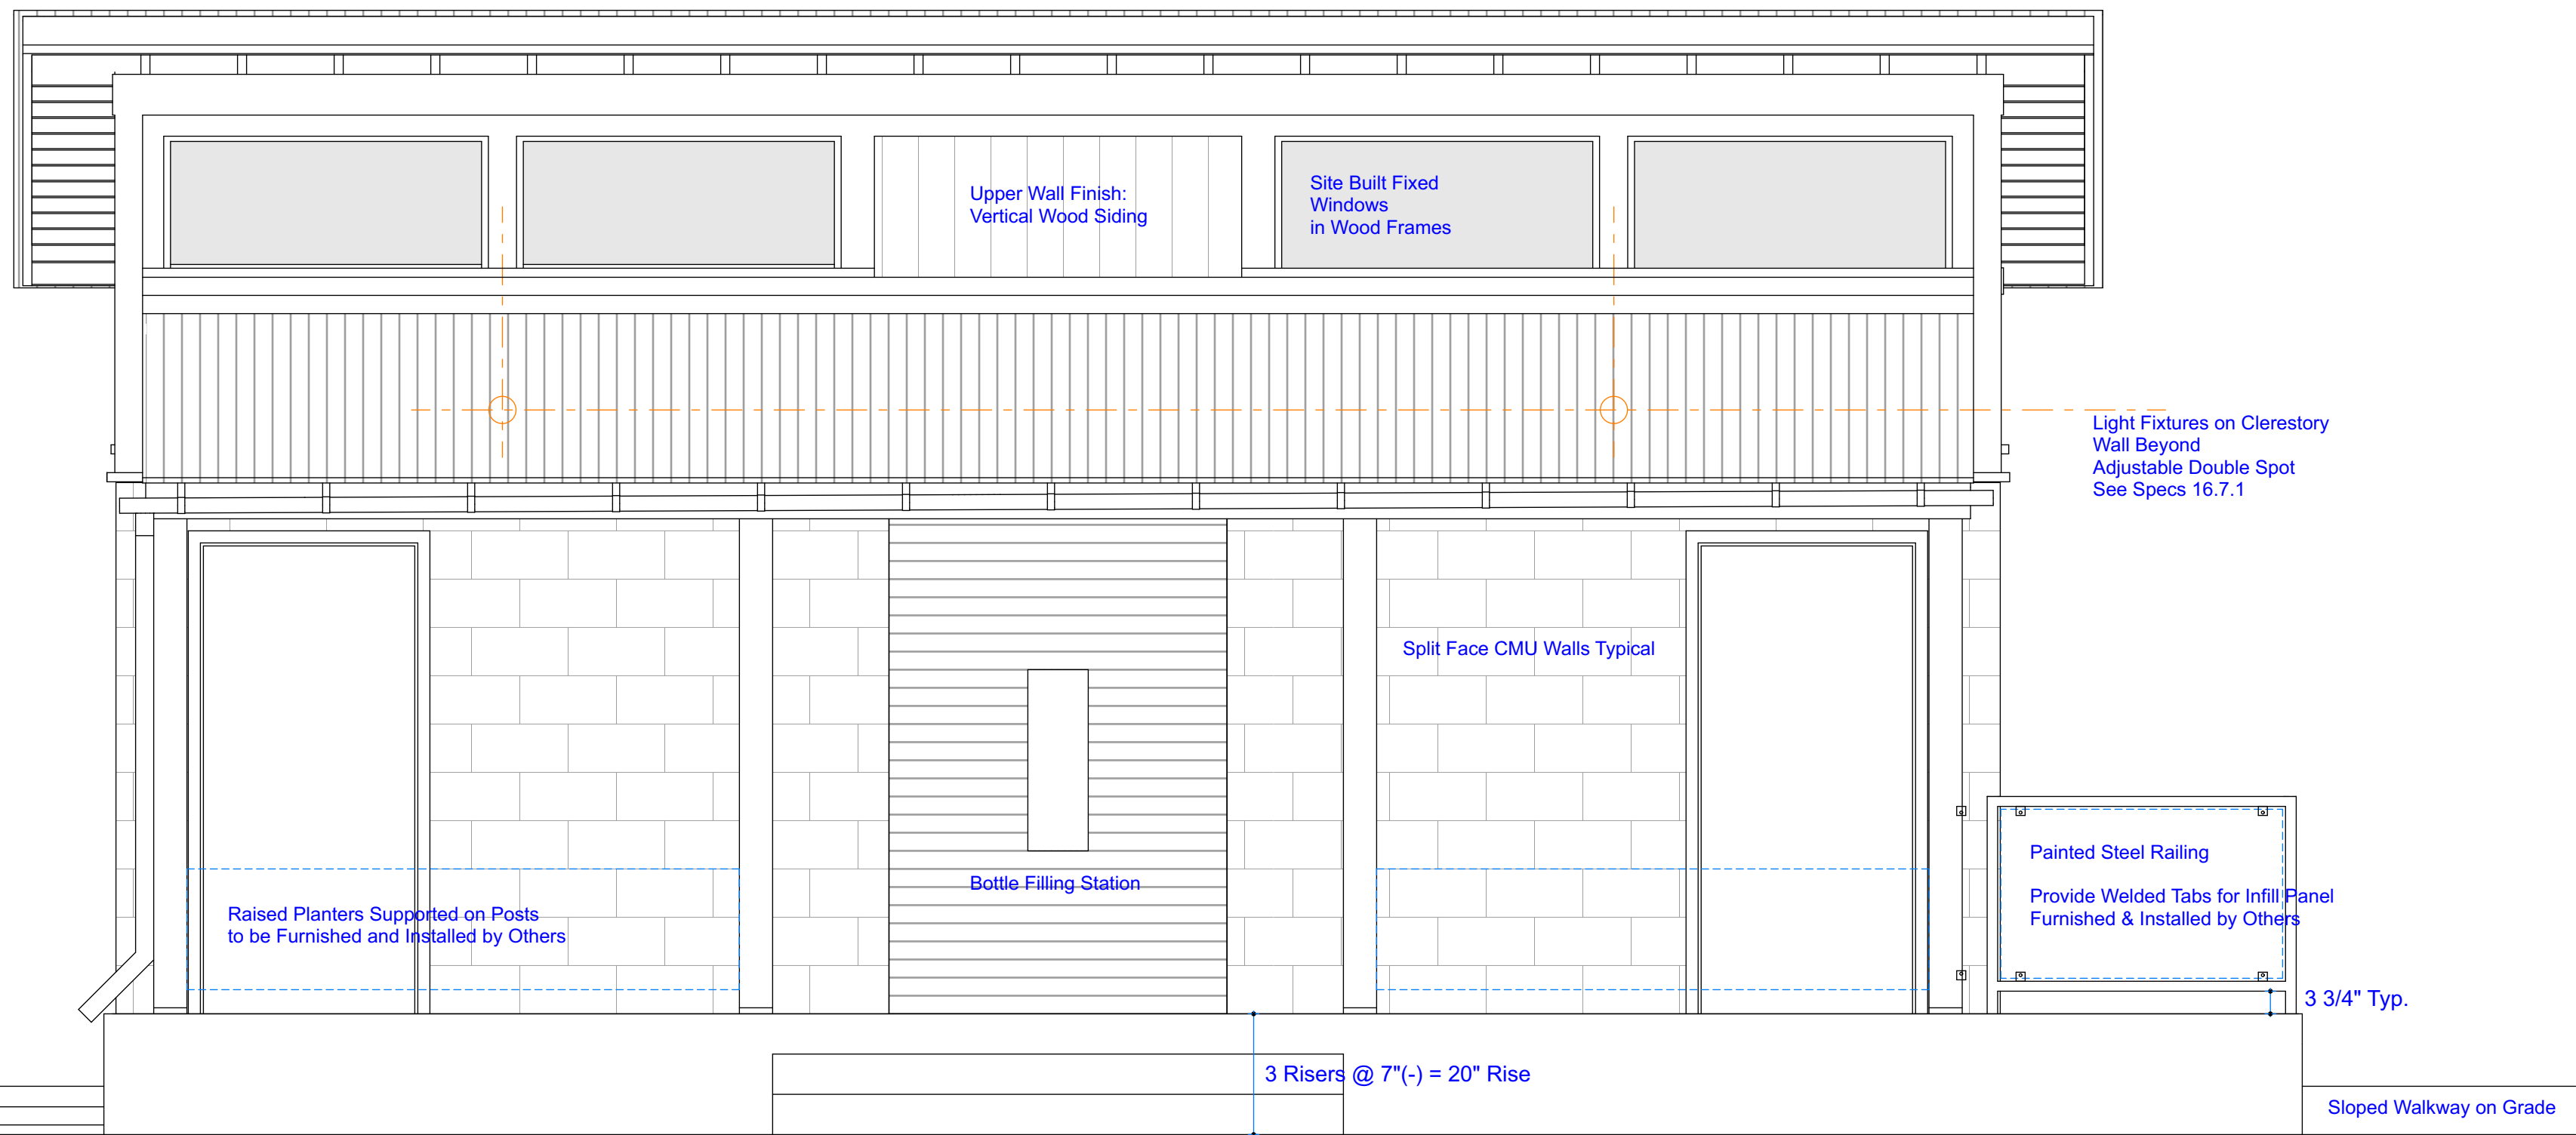 Upper Wall Finish:
Vertical Wood Siding
Site Built Fixed
Windows
in Wood Frames
Light Fixtures on Clerestory
Wall Beyond
Adjustable Double Spot
See Specs 16.7.1
Split Face CMU Walls Typical
Bottle Filling Station
Raised Planters Supported on Posts
to be Furnished and Installed by Others
Painted Steel Railing
Provide Welded Tabs for Infill Panel
Furnished & Installed by Others
3 3/4" Typ.
3 Risers @ 7"(-) = 20" Rise
Sloped Walkway on Grade